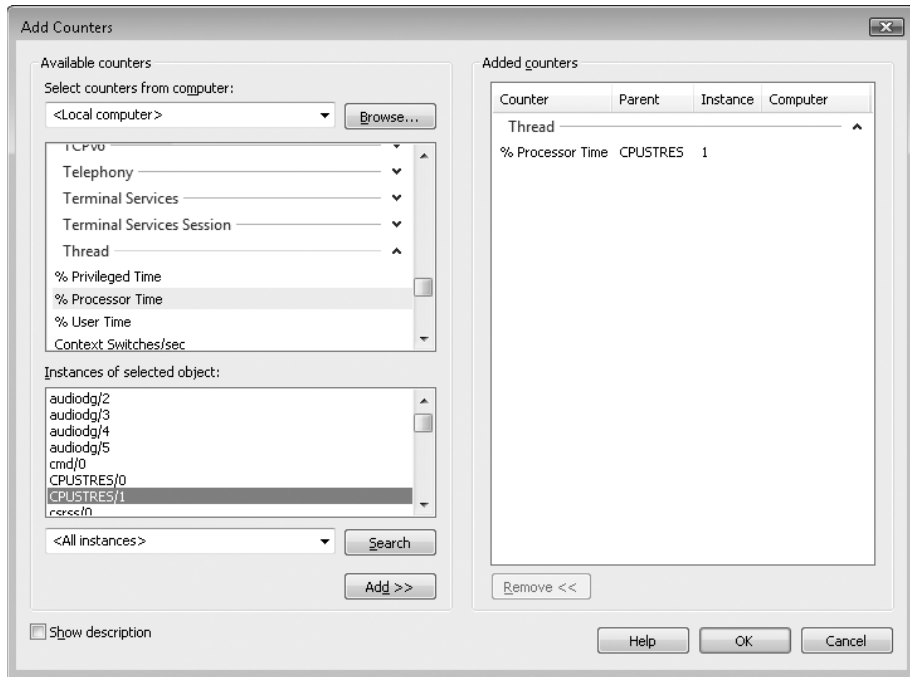 Add Counters
Available counters
Select counters from computer:
<Local computer>
Browse...
TCPv6
Telephony
Terminal Services
Terminal Services Session
Thread
% Privileged Time
% Processor Time
% User Time
Context Switches/sec
Instances of selected object:
audiodg/2
audiodg/3
audiodg/4
audiodg/5
cmd/0
CPUSTRES/0
CPUSTRES/1
csrss/0
<All instances>
Search
Add >>
Show description
Added counters
Counter Parent Instance Computer
Thread
% Processor Time CPUSTRES 1
Remove <<
Help
OK
Cancel